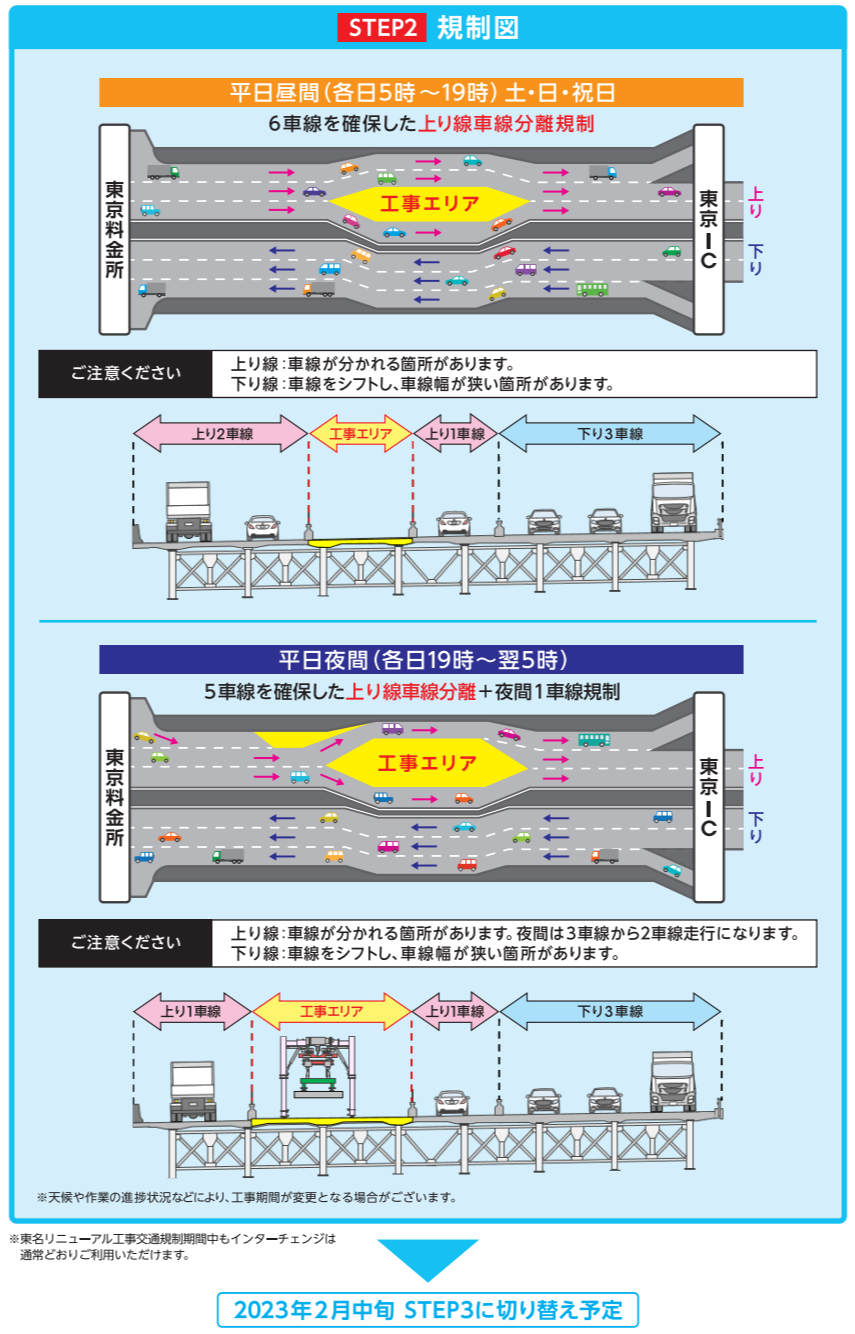 STEP2 規制図
平日昼間(各日5時～19時)土・日・祝日
6車線を確保した上り線車線分離規制
東京料金所
工事エリア
東京IC
上り
下り
ご注意ください
上り線:車線が分かれる箇所があります。
下り線:車線をシフトし、車線幅が狭い箇所があります。
上り2車線
工事エリア
上り1車線
下り3車線
平日夜間(各日19時～翌5時)
5車線を確保した上り線車線分離+夜間1車線規制
東京料金所
工事エリア
東京IC
上り
下り
ご注意ください
上り線:車線が分かれる箇所があります。夜間は3車線から2車線走行になります。
下り線:車線をシフトし、車線幅が狭い箇所があります。
上り1車線
工事エリア
上り1車線
下り3車線
※天候や作業の進捗状況などにより、工事期間が変更となる場合がございます。
※東名リニューアル工事交通規制期間中もインターチェンジは
通常どおりご利用いただけます。
2023年2月中旬 STEP3に切り替え予定